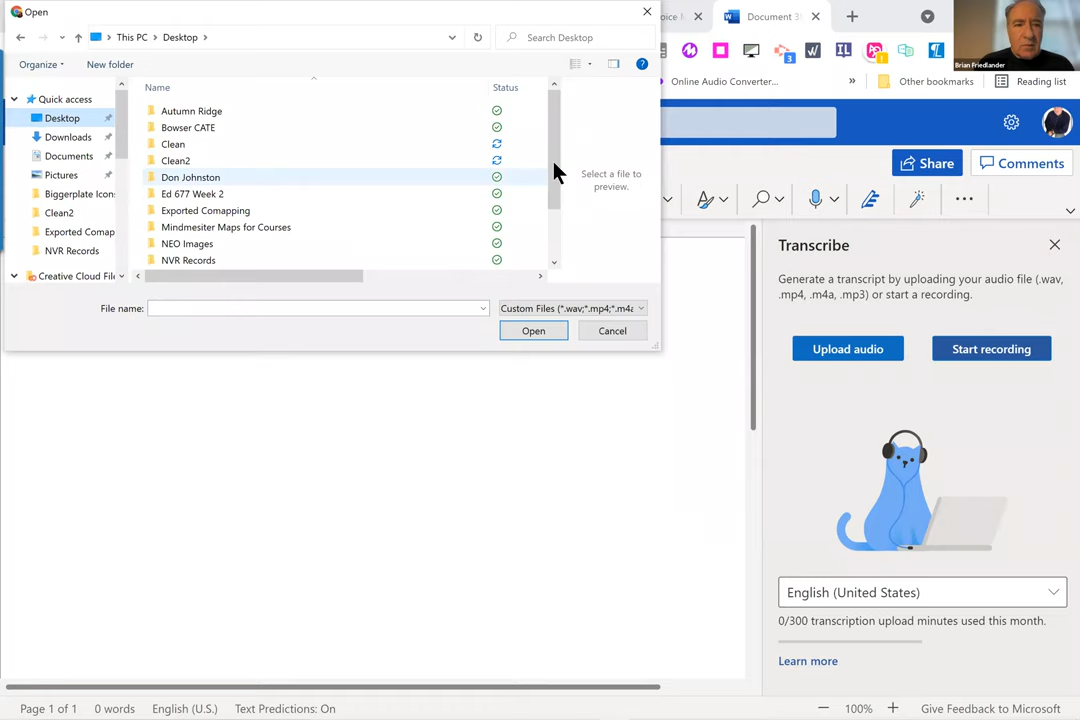 Open
This PC
Desktop
Search Desktop
Organize
New folder
Name
Status
Quick access
Desktop
Downloads
Documents
Pictures
Biggerplate Icon
Clean2
Exported Comap
NVR Records
Creative Cloud File
Autumn Ridge
Bowser CATE
Clean
Clean2
Don Johnston
Ed 677 Week 2
Exported Comapping
Mindmesiter Maps for Courses
NEO Images
NVR Records
Select a file to
preview.
File name:
Custom Files (*.wav;*.mp4;*.m4a
Open
Cancel
Document 3
Brian Friedlander
Online Audio Converter...
Other bookmarks
Reading list
Share
Comments
Transcribe
Generate a transcript by uploading your audio file (.wav,
.mp4, .m4a, .mp3) or start a recording.
Upload audio
Start recording
English (United States)
0/300 transcription upload minutes used this month.
Learn more
Page 1 of 1
0 words
English (U.S.)
Text Predictions: On
100%
Give Feedback to Microsoft